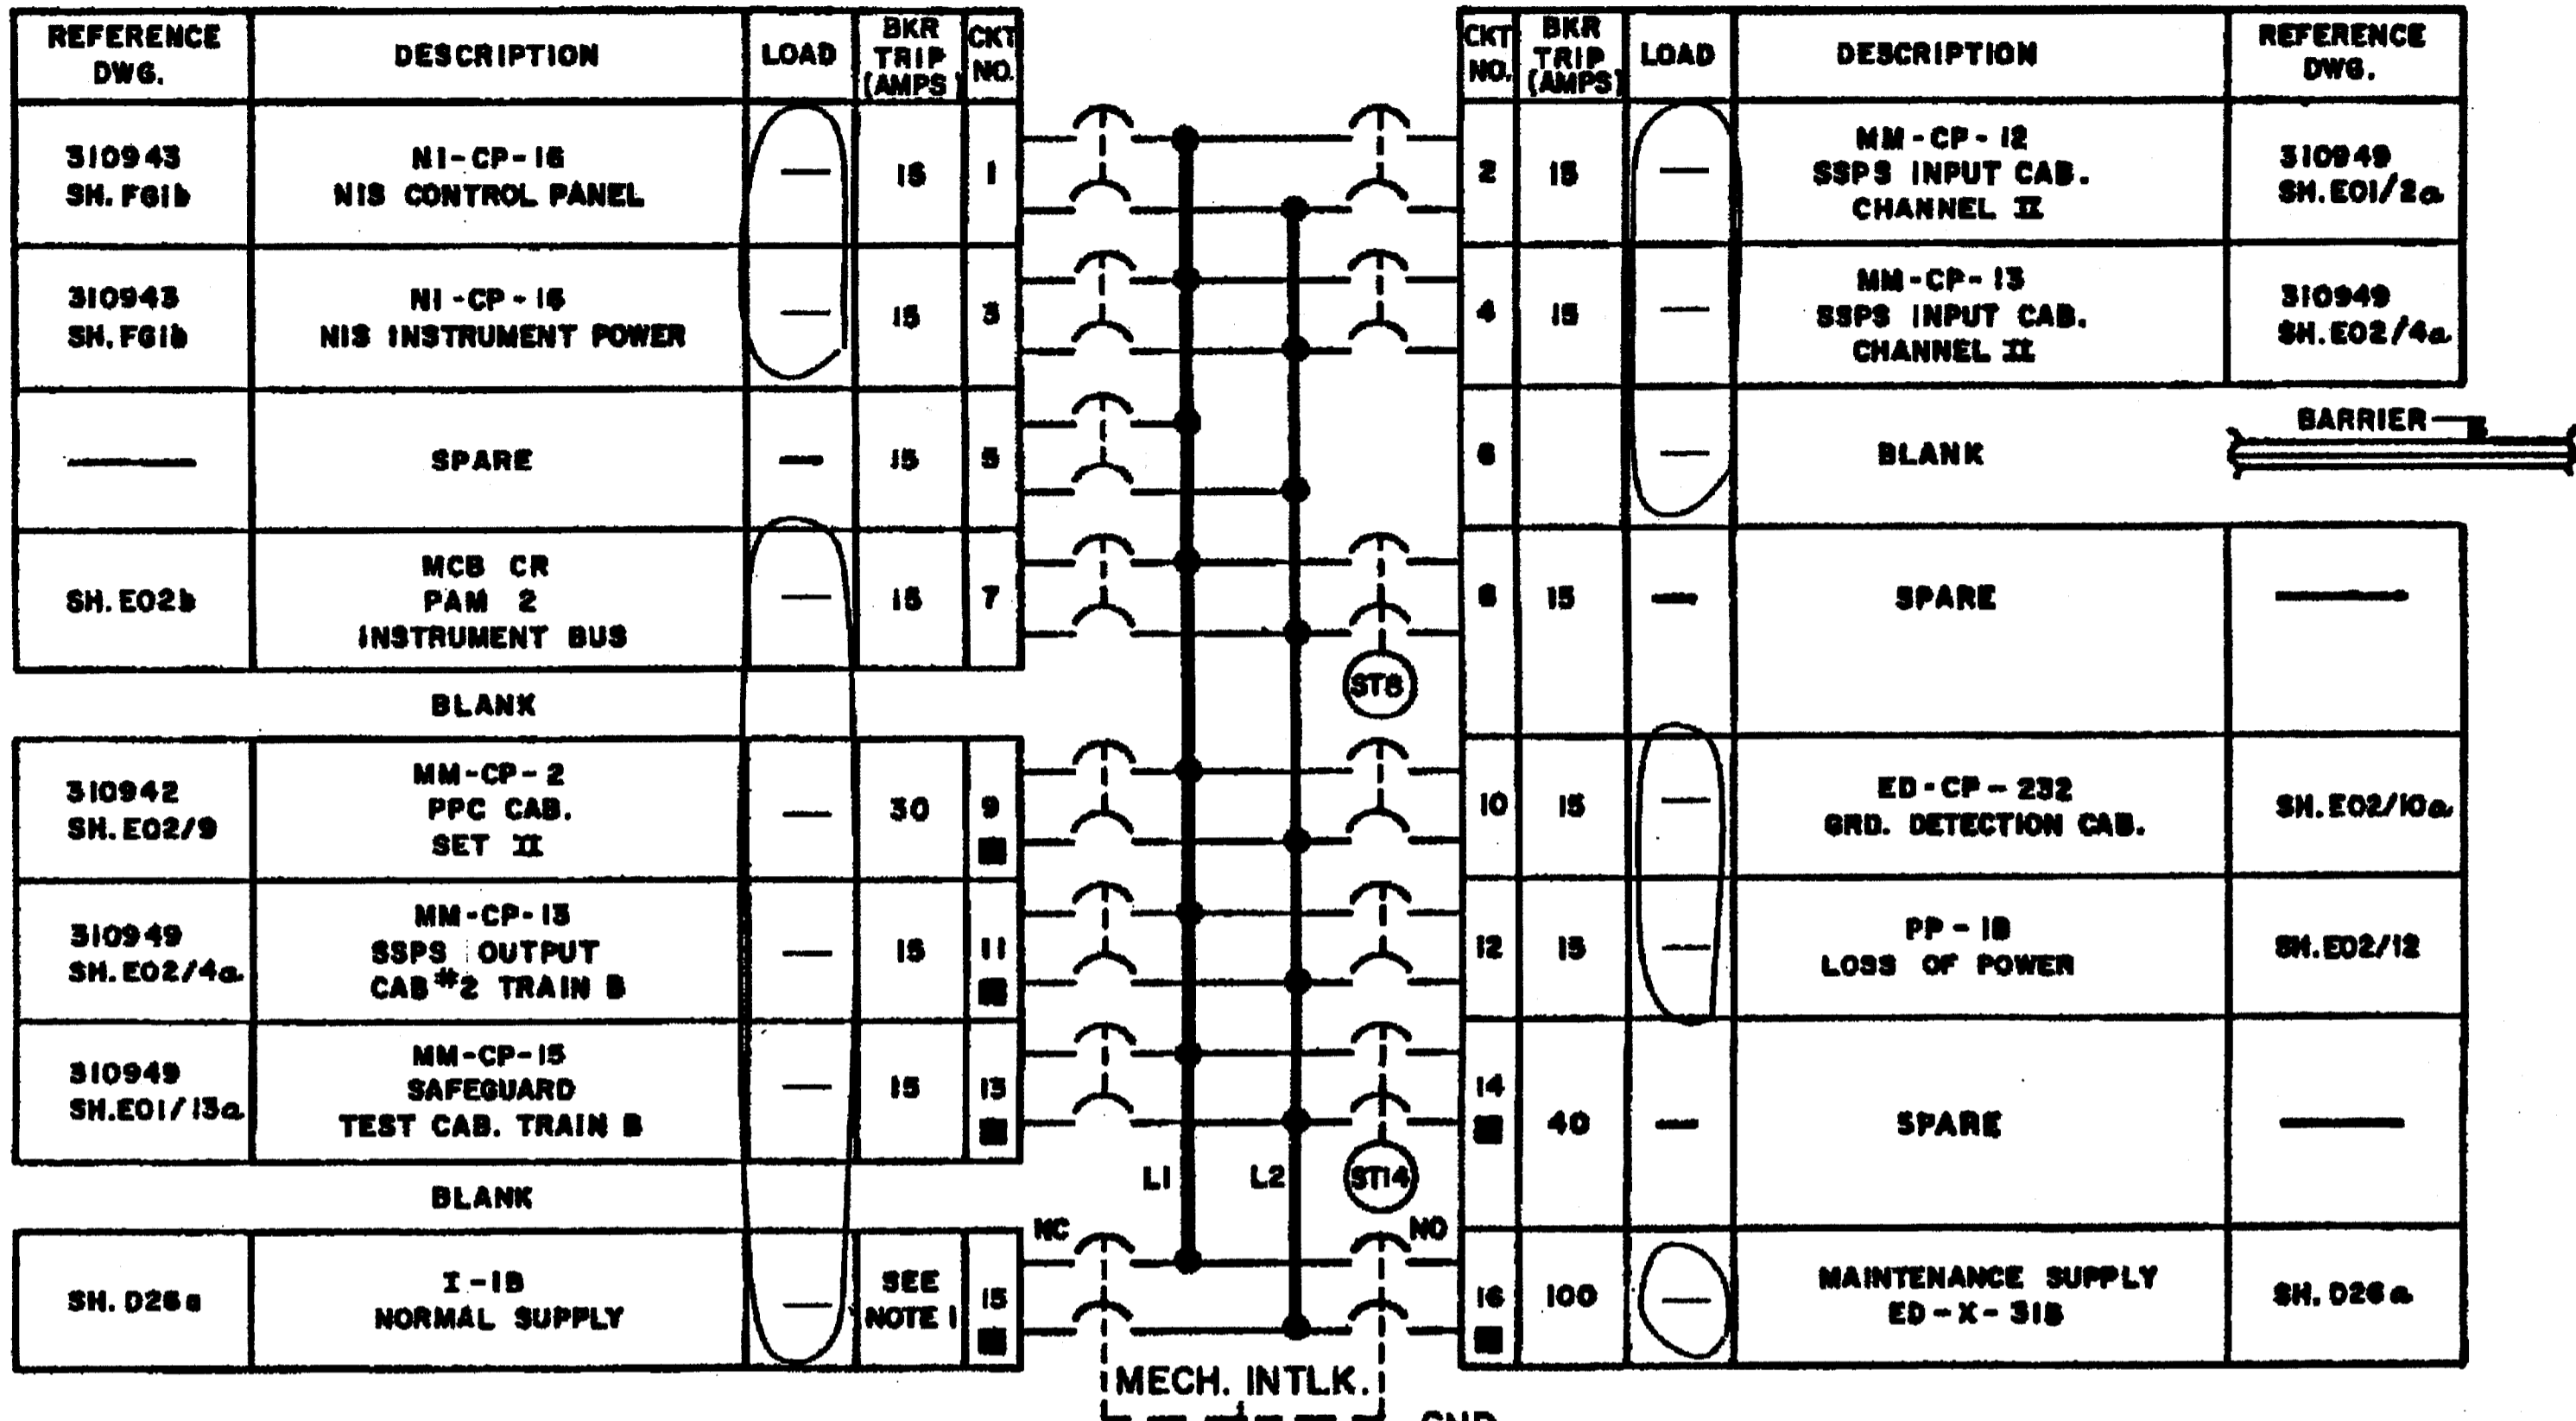 REFERENCE DWG. DESCRIPTION LOAD BKR TRIP (AMPS) CKT NO.
310943 SH. FG1b
NI-CP-16
NIS CONTROL PANEL
— 15 1
310943 SH. FG1b
NI-CP-16
NIS INSTRUMENT POWER
— 15 3
— SPARE — 15 5
SH. E02b
MCB CR
PAM 2
INSTRUMENT BUS
— 15 7
BLANK
310942 SH. E02/9
MM-CP-2
PPC CAB.
SET II
— 30 9
310949 SH. E02/4a
MM-CP-13
SSPS OUTPUT
CAB #2 TRAIN B
— 15 11
310949 SH. E01/13a
MM-CP-15
SAFEGUARD
TEST CAB. TRAIN B
— 15 13
BLANK
SH. D26a
I-1B
NORMAL SUPPLY
— SEE NOTE 1 15
L1 L2
ST8
ST14
NC NO
MECH. INTLK.
GND
CKT NO. BKR TRIP (AMPS) LOAD DESCRIPTION REFERENCE DWG.
2 15 —
MM-CP-12
SSPS INPUT CAB.
CHANNEL II
310949 SH. E01/2a
4 15 —
MM-CP-13
SSPS INPUT CAB.
CHANNEL II
310949 SH. E02/4a
6 — BLANK
BARRIER
8 15 — SPARE —
10 15 —
ED-CP-232
GRD. DETECTION CAB.
SH. E02/10a
12 15 —
PP-1B
LOSS OF POWER
SH. E02/12
14 40 — SPARE —
16 100 —
MAINTENANCE SUPPLY
ED-X-31B
SH. D26a